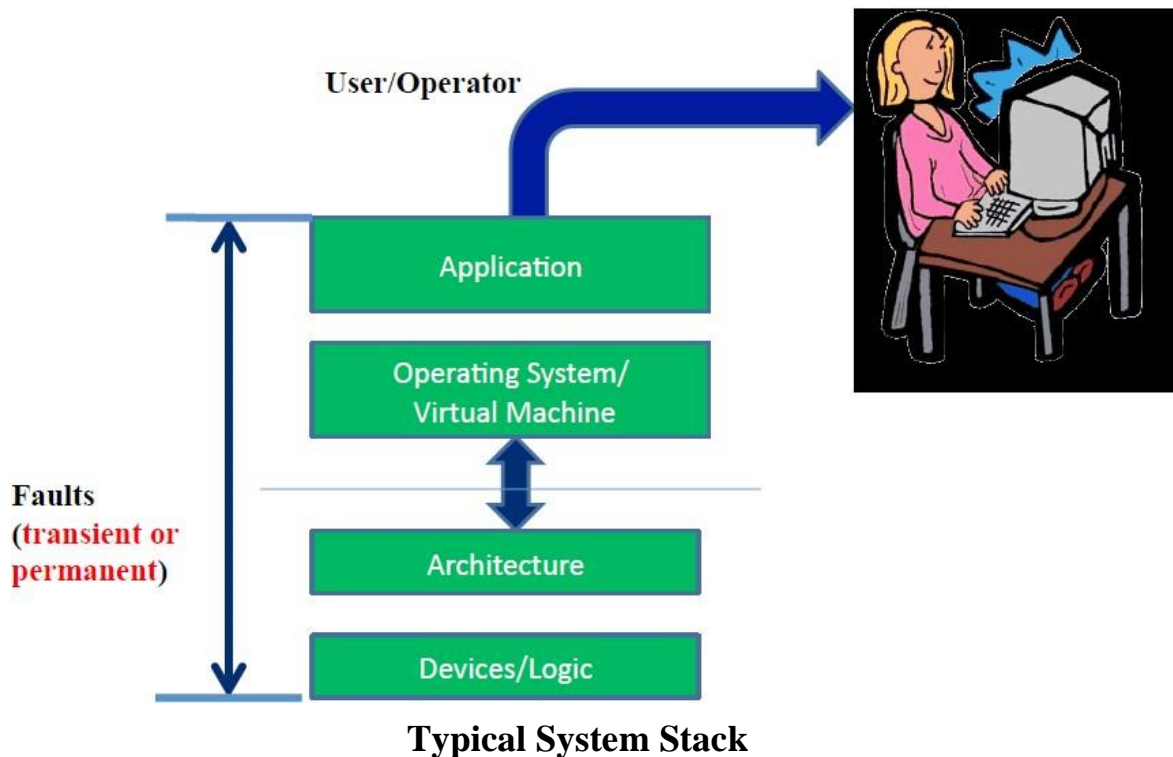 User/Operator
Application
Operating System/
Virtual Machine
Faults
(transient or
permanent)
Architecture
Devices/Logic
Typical System Stack